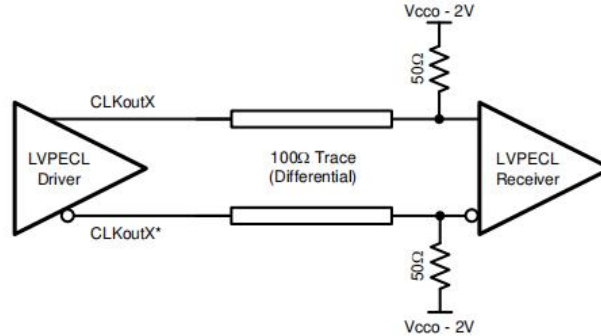 Vcco - 2V
50Ω
CLKoutX
LVPECL
Driver
100Ω Trace
(Differential)
LVPECL
Receiver
CLKoutX*
50Ω
Vcco - 2V